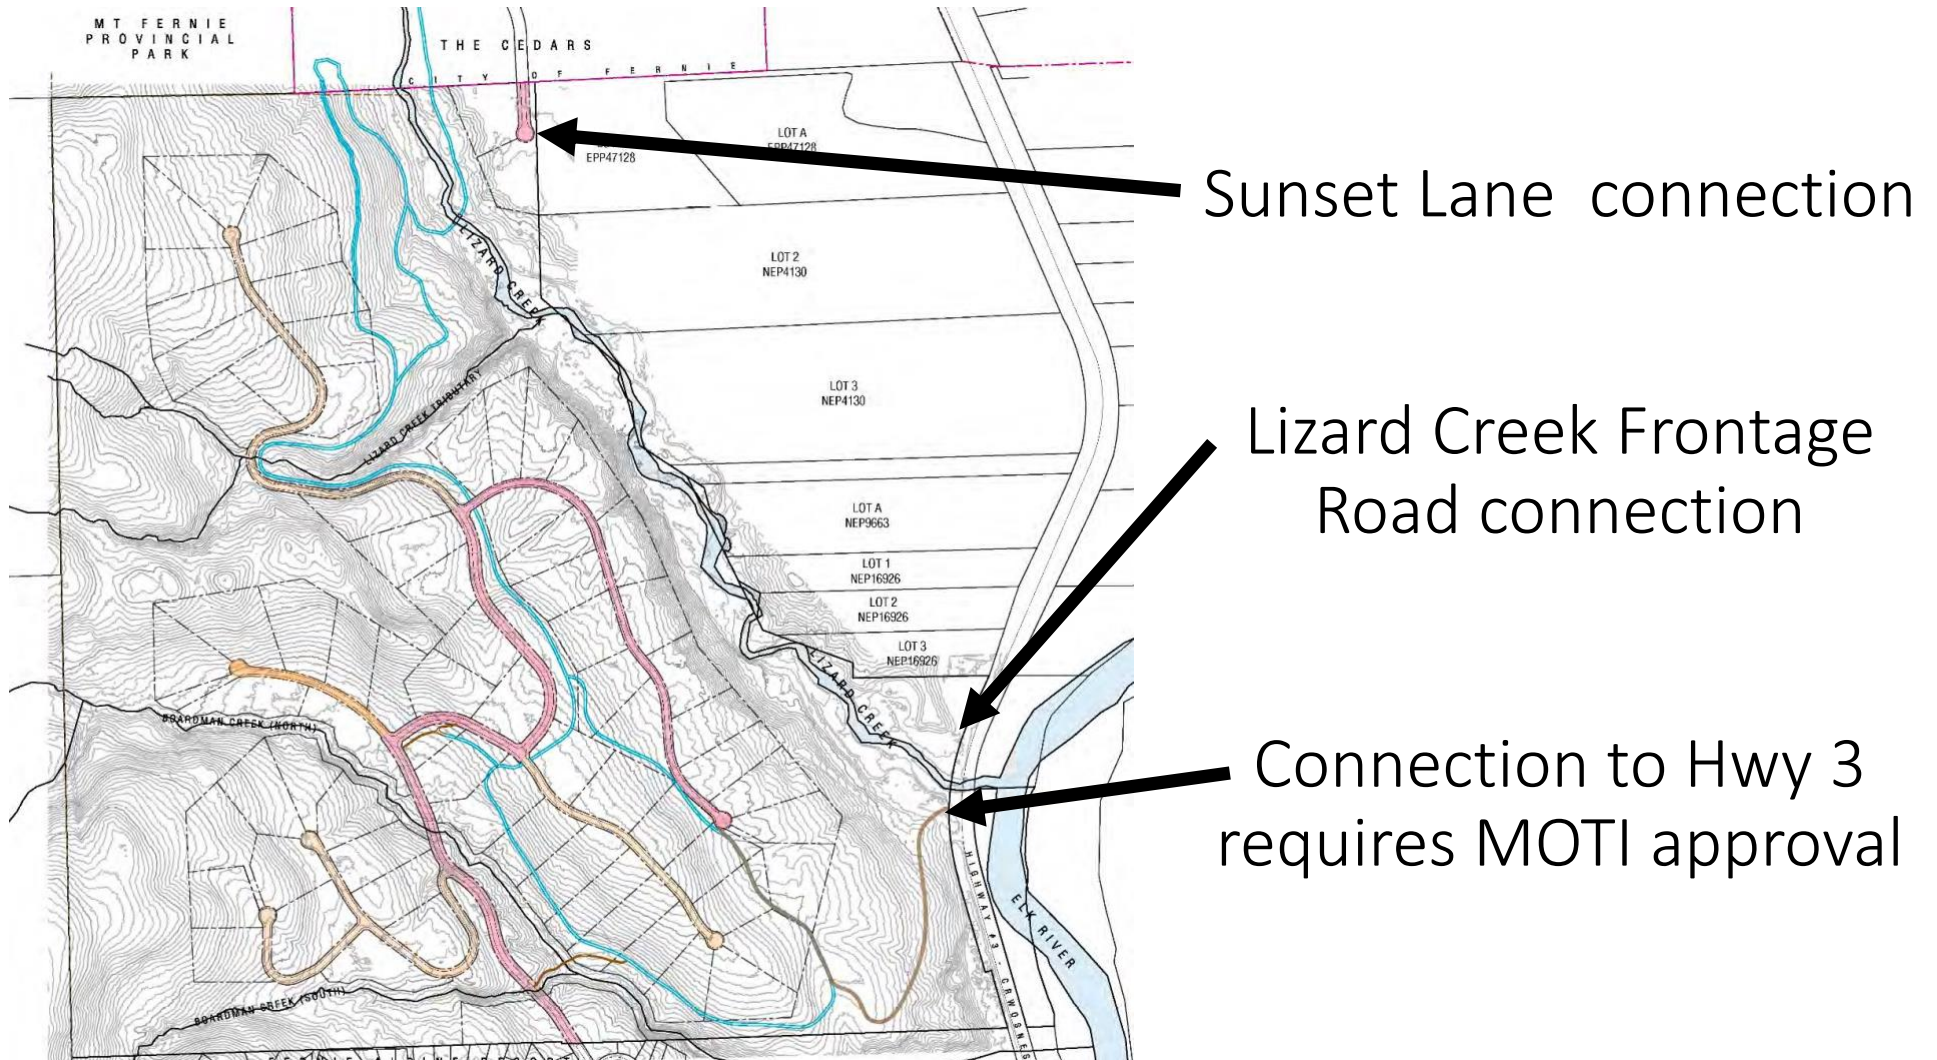 MT FERNIE
PROVINCIAL
PARK
THE CEDARS
CITY OF FERNIE
LOT A
EPP47128
EPP47128
Sunset Lane connection
LIZARD CREEK
LOT 2
NEP4130
LOT 3
NEP4130
LIZARD CREEK TRIBUTARY
Lizard Creek Frontage
Road connection
LOT A
NEP9663
LOT 1
NEP16926
LOT 2
NEP16926
LOT 3
NEP16926
LIZARD CREEK
BOARDMAN CREEK (NORTH)
Connection to Hwy 3
requires MOTI approval
HIGHWAY #3 - CRWOSNES
ELK RIVER
BOARDMAN CREEK (SOUTH)